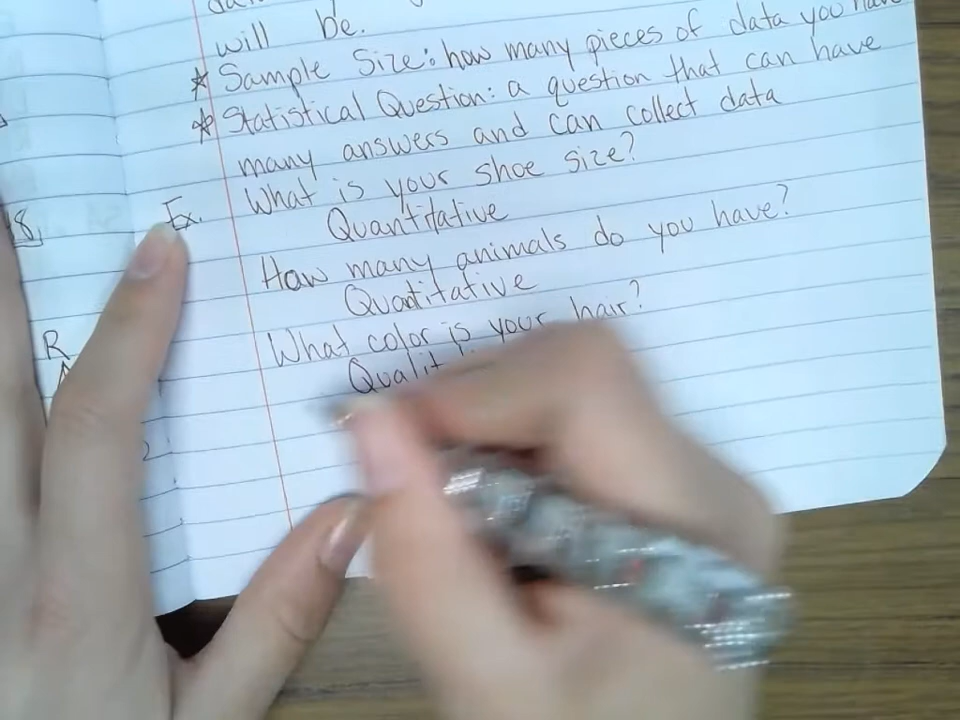 will be.
* Sample Size: how many pieces of data you have
* Statistical Question: a question that can have
many answers and can collect data
Ex. What is your shoe size?
Quantitative
How many animals do you have?
Quantitative
What color is your hair?
Qualit
8
R